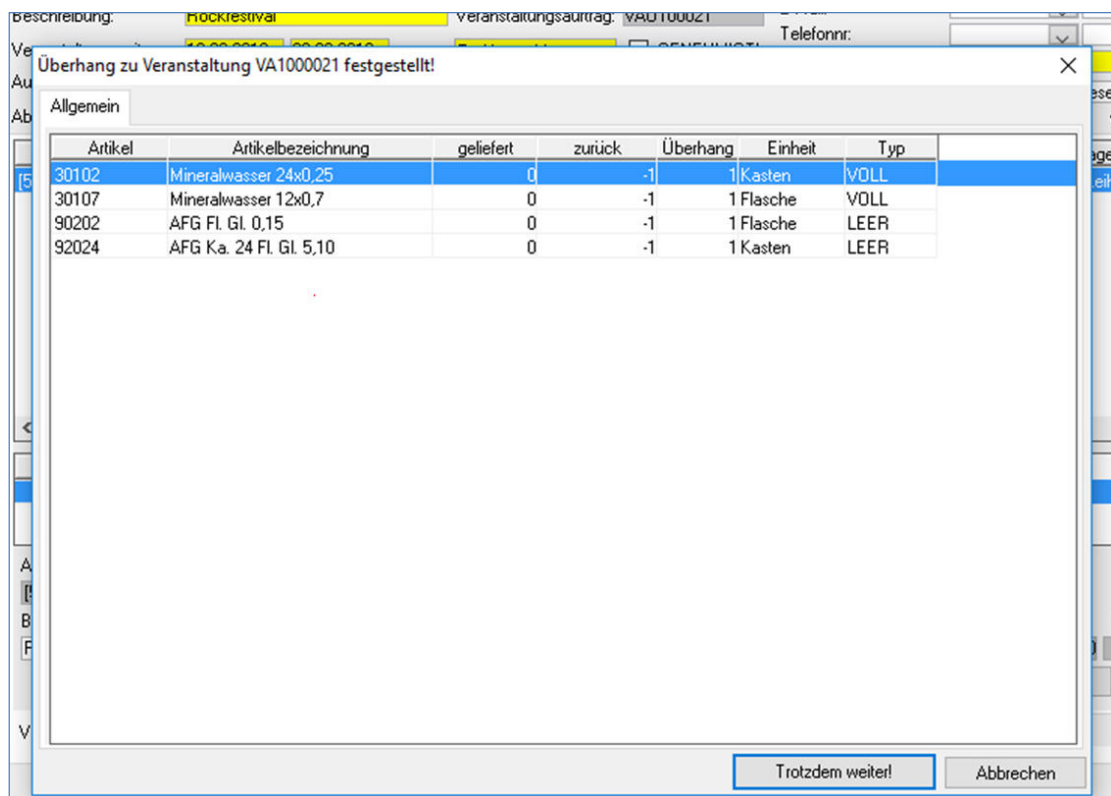 Beschreibung: Rockfestival Veranstaltungsauftrag: VAU100021
Telefonnr:
Überhang zu Veranstaltung VA1000021 festgestellt!
Allgemein
Artikel Artikelbezeichnung geliefert zurück Überhang Einheit Typ
30102 Mineralwasser 24x0,25 0 -1 1 Kasten VOLL
30107 Mineralwasser 12x0,7 0 -1 1 Flasche VOLL
90202 AFG Fl. Gl. 0,15 0 -1 1 Flasche LEER
92024 AFG Ka. 24 Fl. Gl. 5,10 0 -1 1 Kasten LEER
Trotzdem weiter! Abbrechen